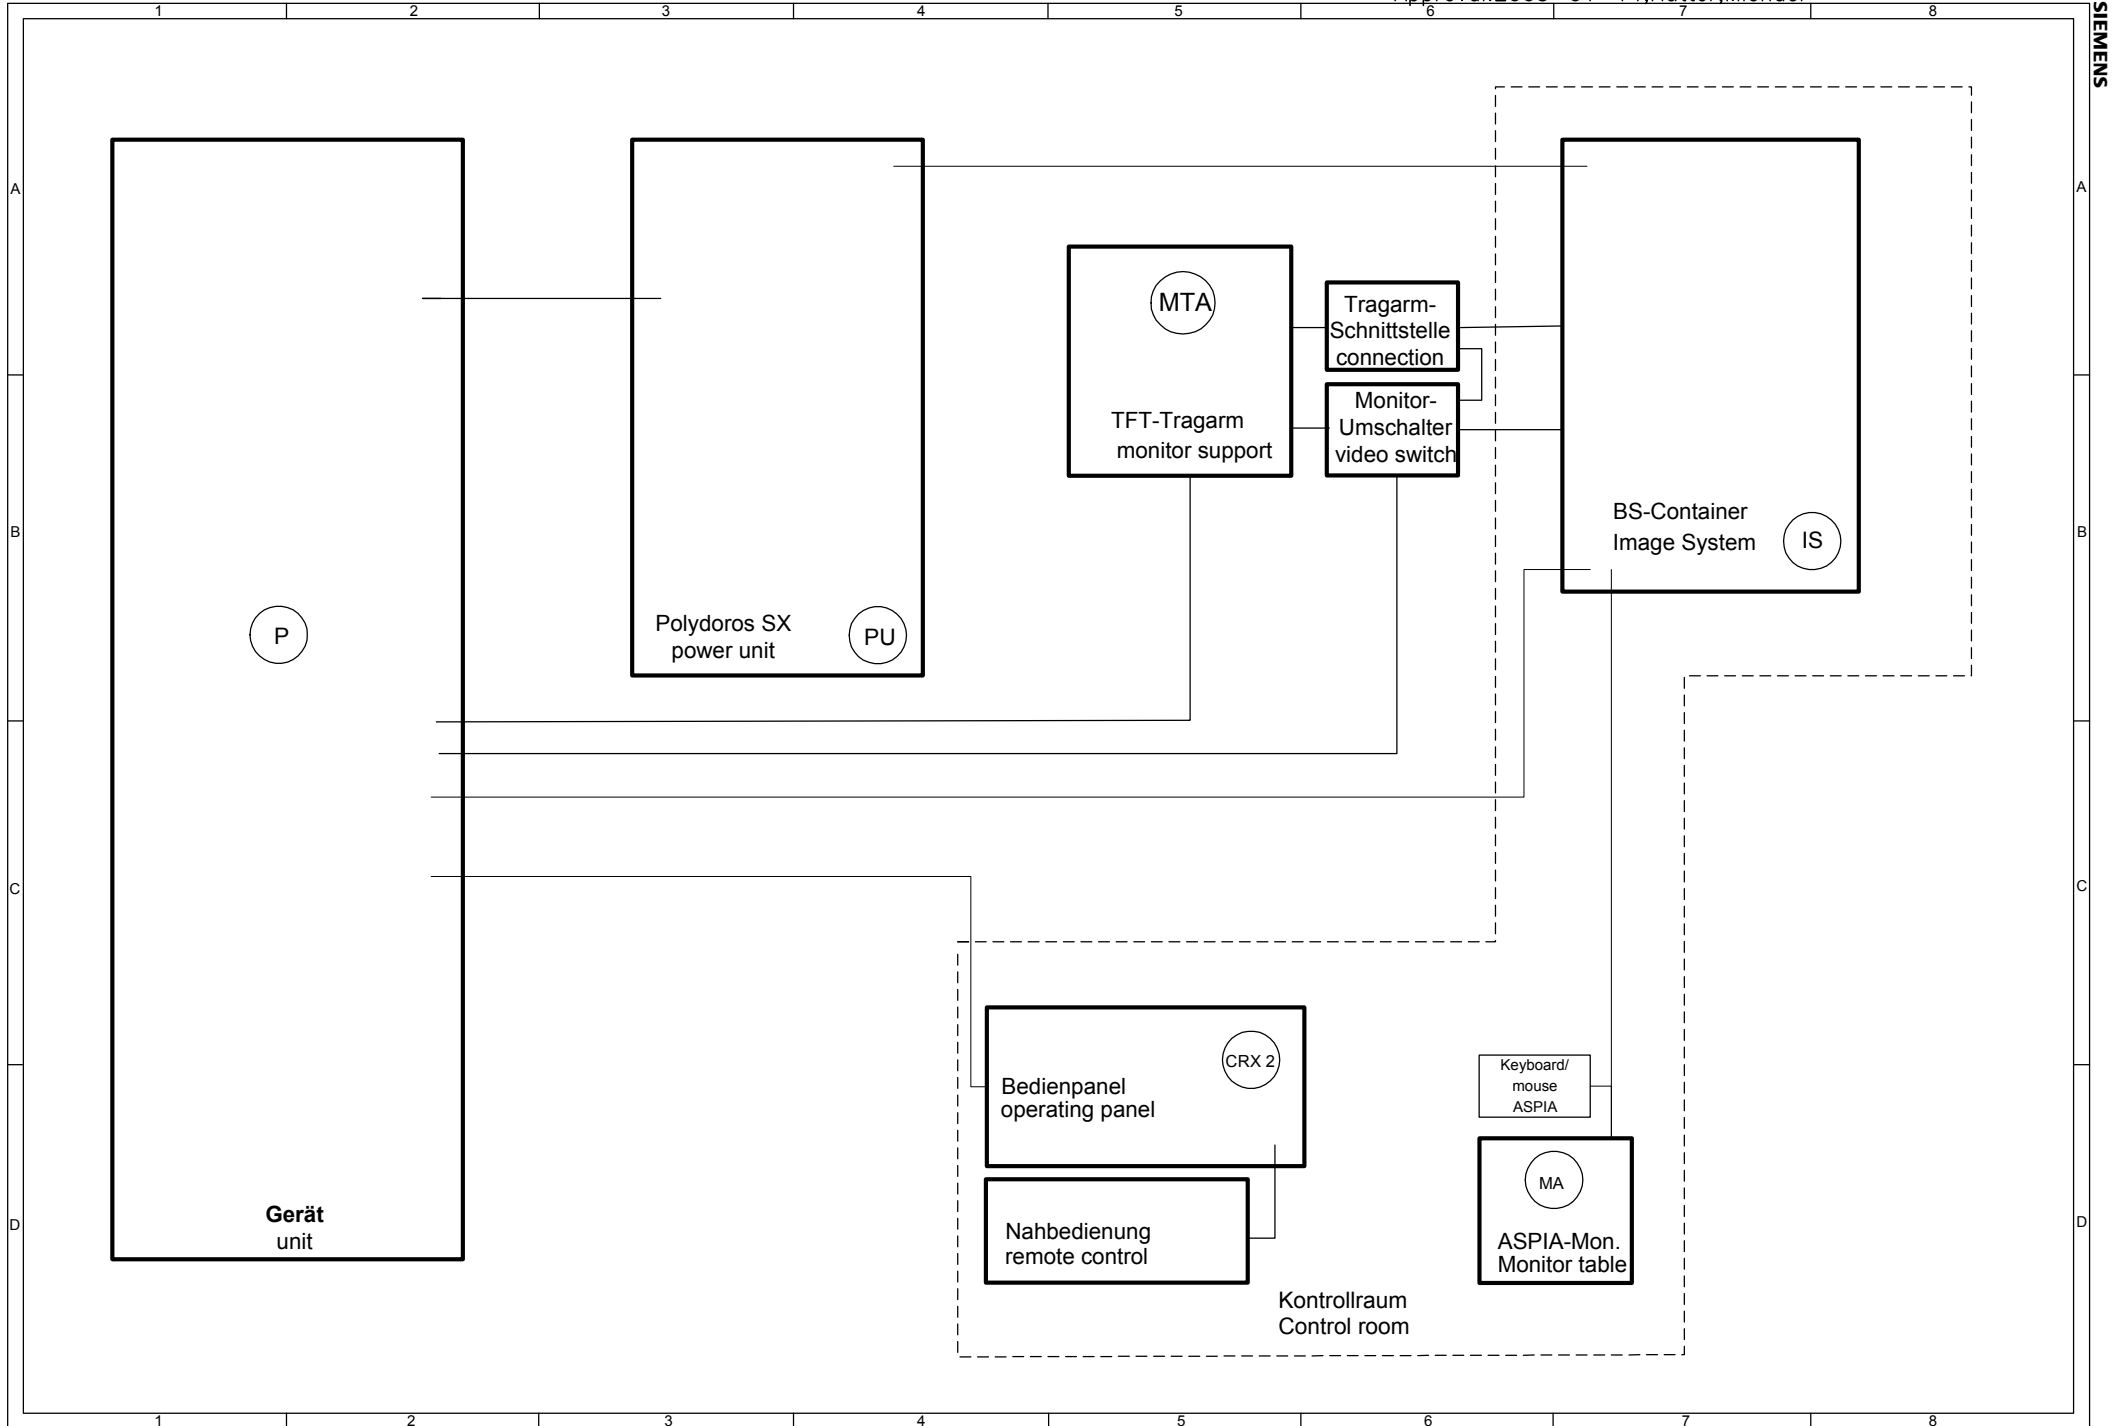 SIEMENS
1 2 3 4 5 6 7 8
A A
MTA
Tragarm-
Schnittstelle
connection
Monitor-
Umschalter
video switch
TFT-Tragarm
monitor support
BS-Container
Image System
IS
B B
P
Polydoros SX
power unit
PU
C C
CRX 2
Bedienpanel
operating panel
Keyboard/
mouse
ASPIA
MA
ASPIA-Mon.
Monitor table
Nahbedienung
remote control
Gerät
unit
D D
Kontrollraum
Control room
1 2 3 4 5 6 7 8